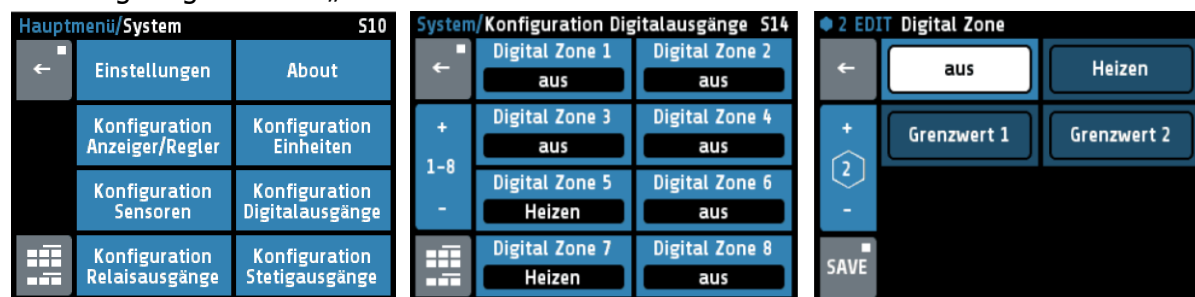 Hauptmenü/System S10
←
Einstellungen
About
Konfiguration
Anzeiger/Regler
Konfiguration
Einheiten
Konfiguration
Sensoren
Konfiguration
Digitalausgänge
Konfiguration
Relaisausgänge
Konfiguration
Stetigausgänge
System/Konfiguration Digitalausgänge S14
←
Digital Zone 1
aus
Digital Zone 2
aus
+
1-8
-
Digital Zone 3
aus
Digital Zone 4
aus
Digital Zone 5
Heizen
Digital Zone 6
aus
Digital Zone 7
Heizen
Digital Zone 8
aus
2 EDIT Digital Zone
←
aus
Heizen
+
2
-
Grenzwert 1
Grenzwert 2
SAVE